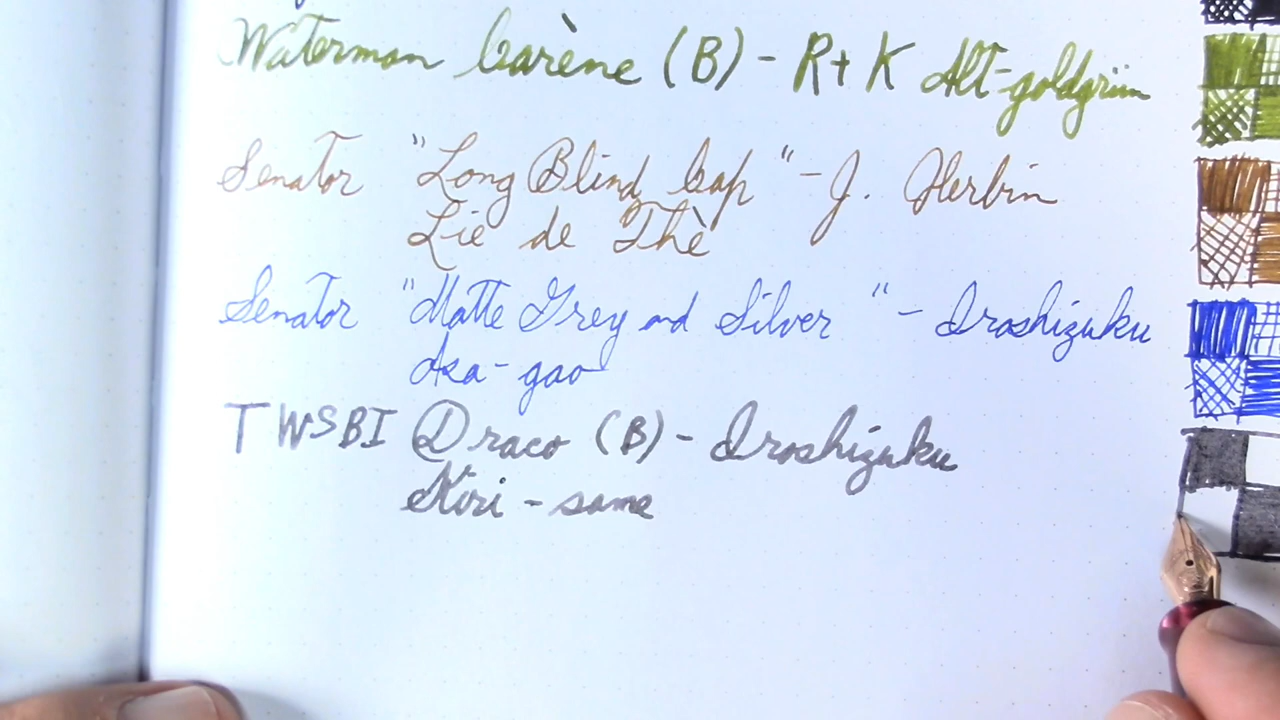 Waterman Carène (B) - R+K Alt-goldgrün
Senator "Long Blind Cap" - J. Herbin
Lie de Thè
Senator "Matte Grey and Silver" - Iroshizuku
Asa-gao
TWSBI Draco (B) - Iroshizuku
Kiri-same